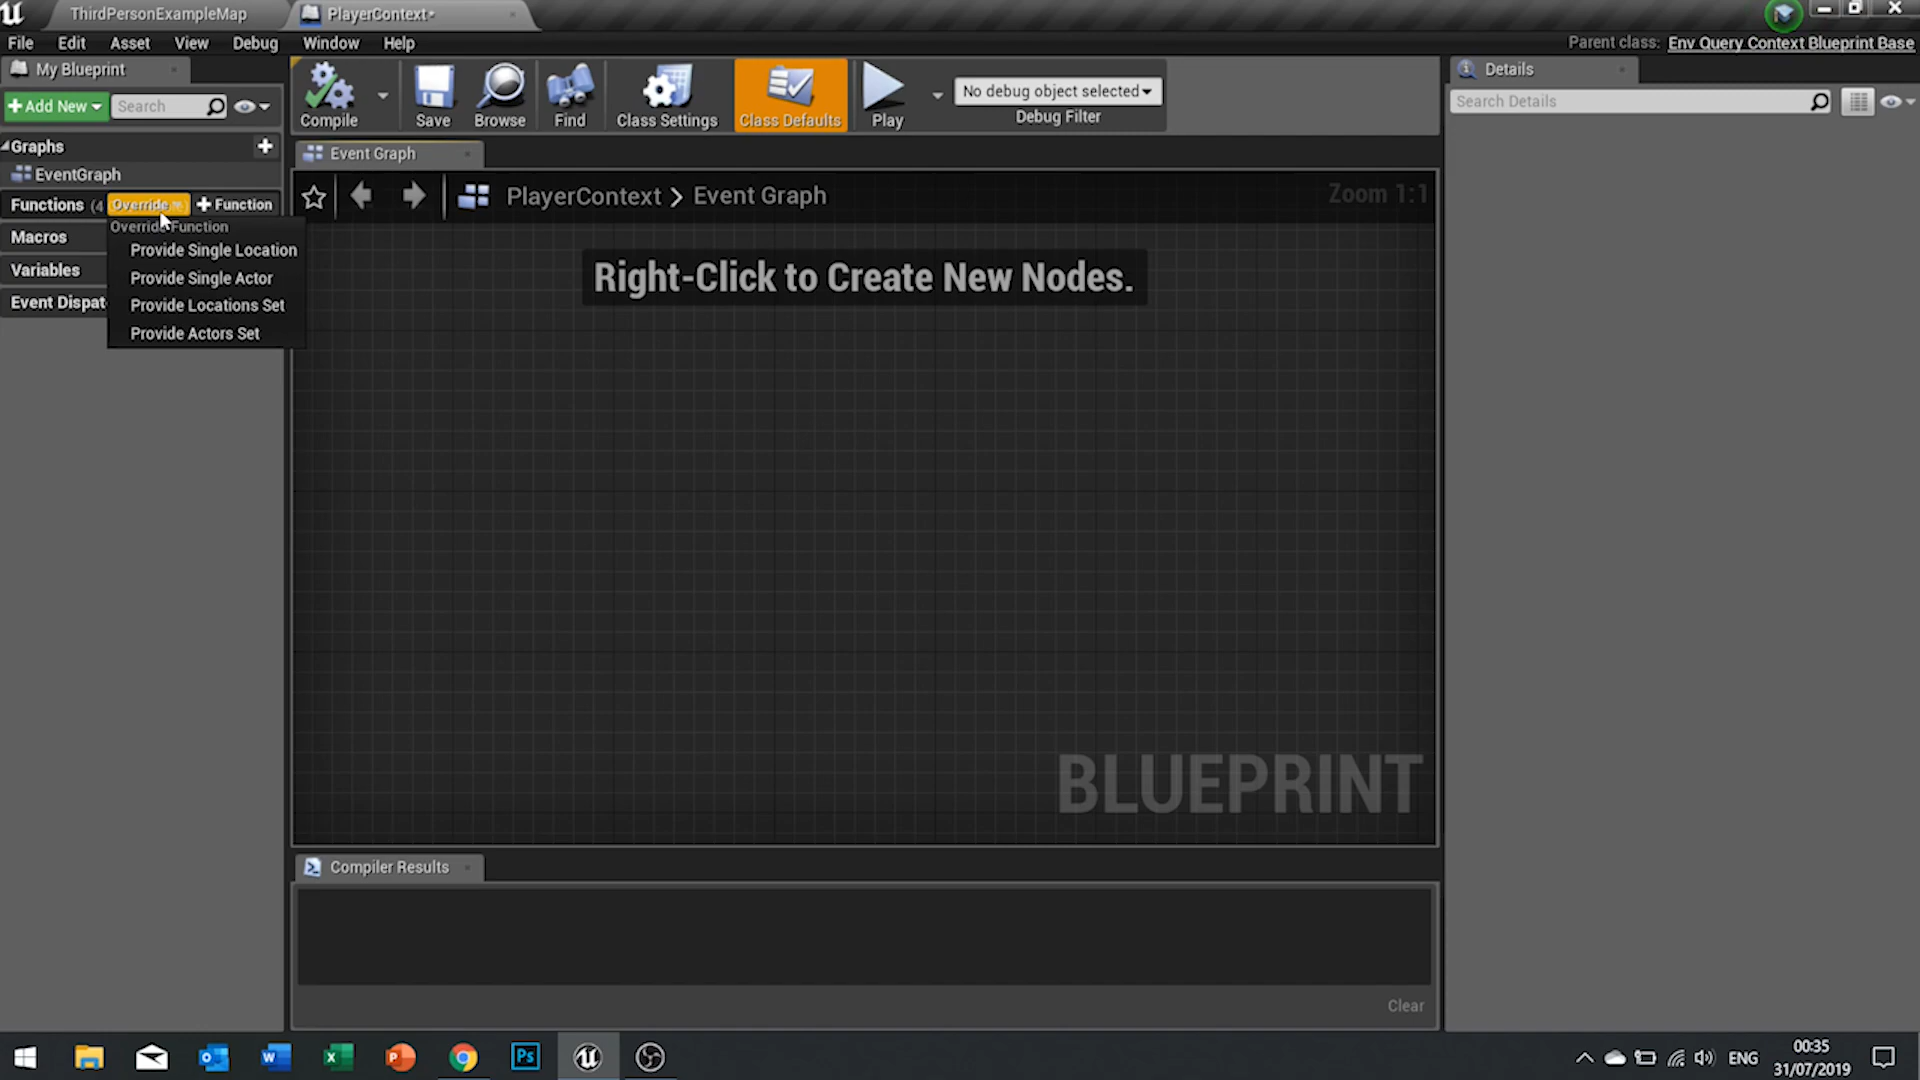 ThirdPersonExampleMap
PlayerContext*
File Edit Asset View Debug Window Help
Parent class: Env Query Context Blueprint Base
My Blueprint
Details
+Add New
Search
Compile
Save
Browse
Find
Class Settings
Class Defaults
Play
No debug object selected
Debug Filter
Search Details
Graphs
EventGraph
Functions (4
Override
Function
Override Function
Provide Single Location
Provide Single Actor
Provide Locations Set
Provide Actors Set
Macros
Variables
Event Dispat
Event Graph
PlayerContext > Event Graph
Zoom 1:1
Right-Click to Create New Nodes.
BLUEPRINT
Compiler Results
Clear
ENG
00:35
31/07/2019